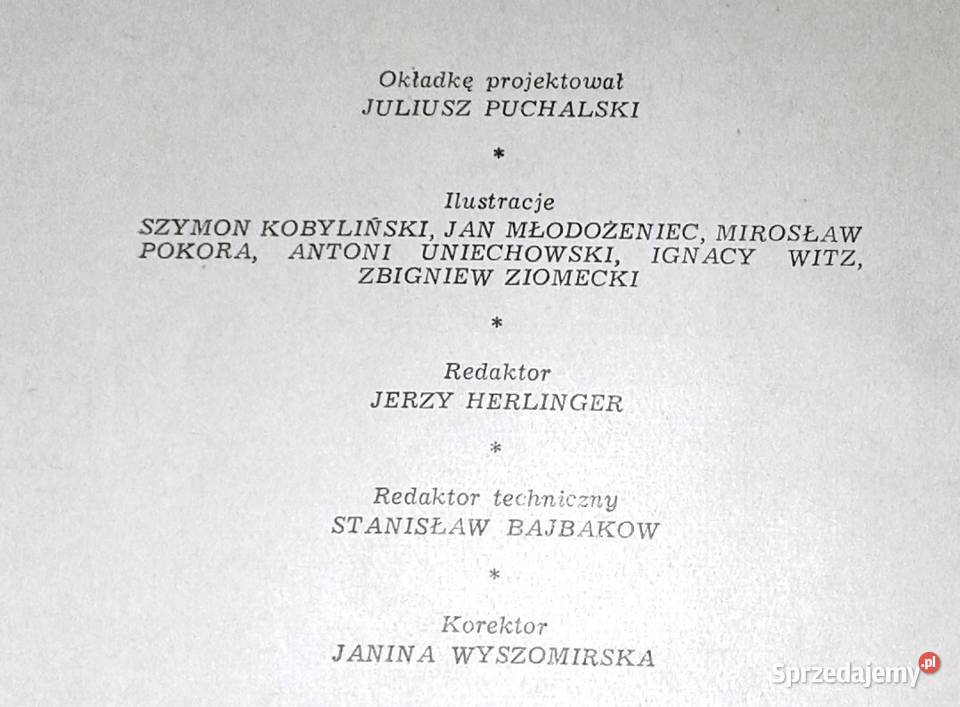 Okładkę projektował
JULIUSZ PUCHALSKI
*
Ilustracje
SZYMON KOBYLIŃSKI, JAN MŁODOŻENIEC, MIROSŁAW
POKORA, ANTONI UNIECHOWSKI, IGNACY WITZ,
ZBIGNIEW ZIOMECKI
*
Redaktor
JERZY HERLINGER
*
Redaktor techniczny
STANISŁAW BAJBAKOW
*
Korektor
JANINA WYSZOMIRSKA
Sprzedajemy.pl